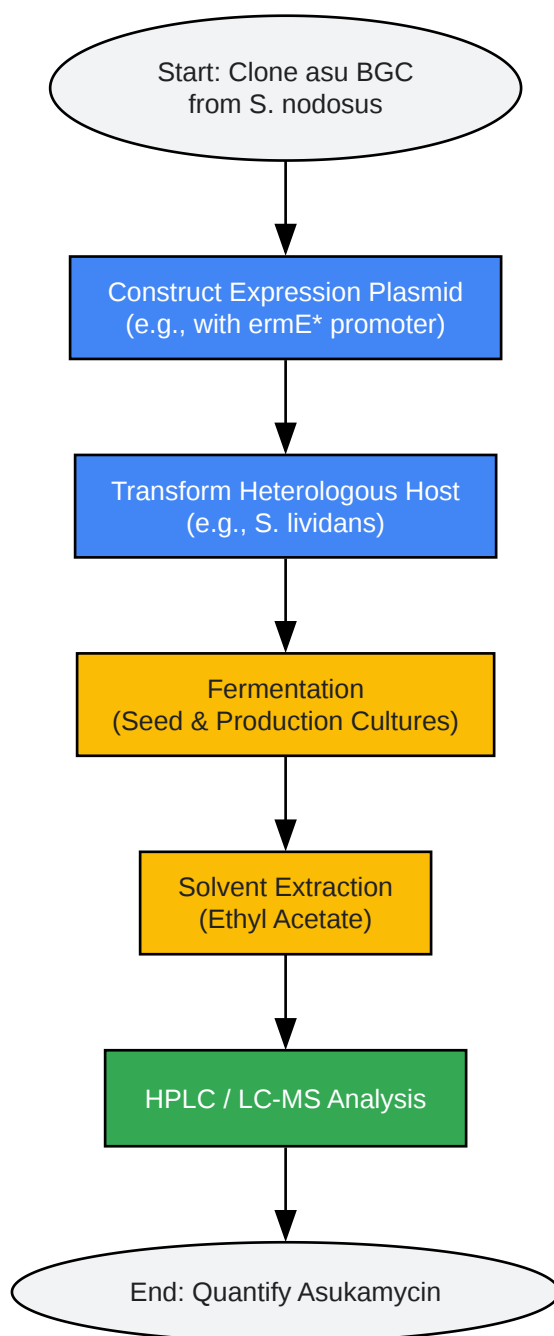 Start: Clone asu BGC
from S. nodosus
Construct Expression Plasmid
(e.g., with ermE* promoter)
Transform Heterologous Host
(e.g., S. lividans)
Fermentation
(Seed & Production Cultures)
Solvent Extraction
(Ethyl Acetate)
HPLC / LC-MS Analysis
End: Quantify Asukamycin